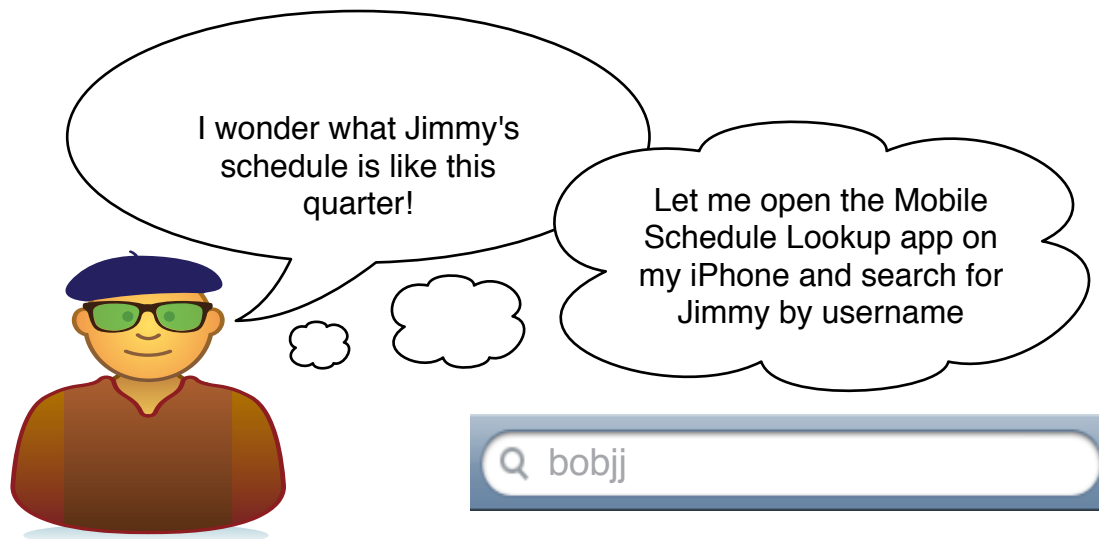 I wonder what Jimmy's
schedule is like this
quarter!
Let me open the Mobile
Schedule Lookup app on
my iPhone and search for
Jimmy by username
bobjj